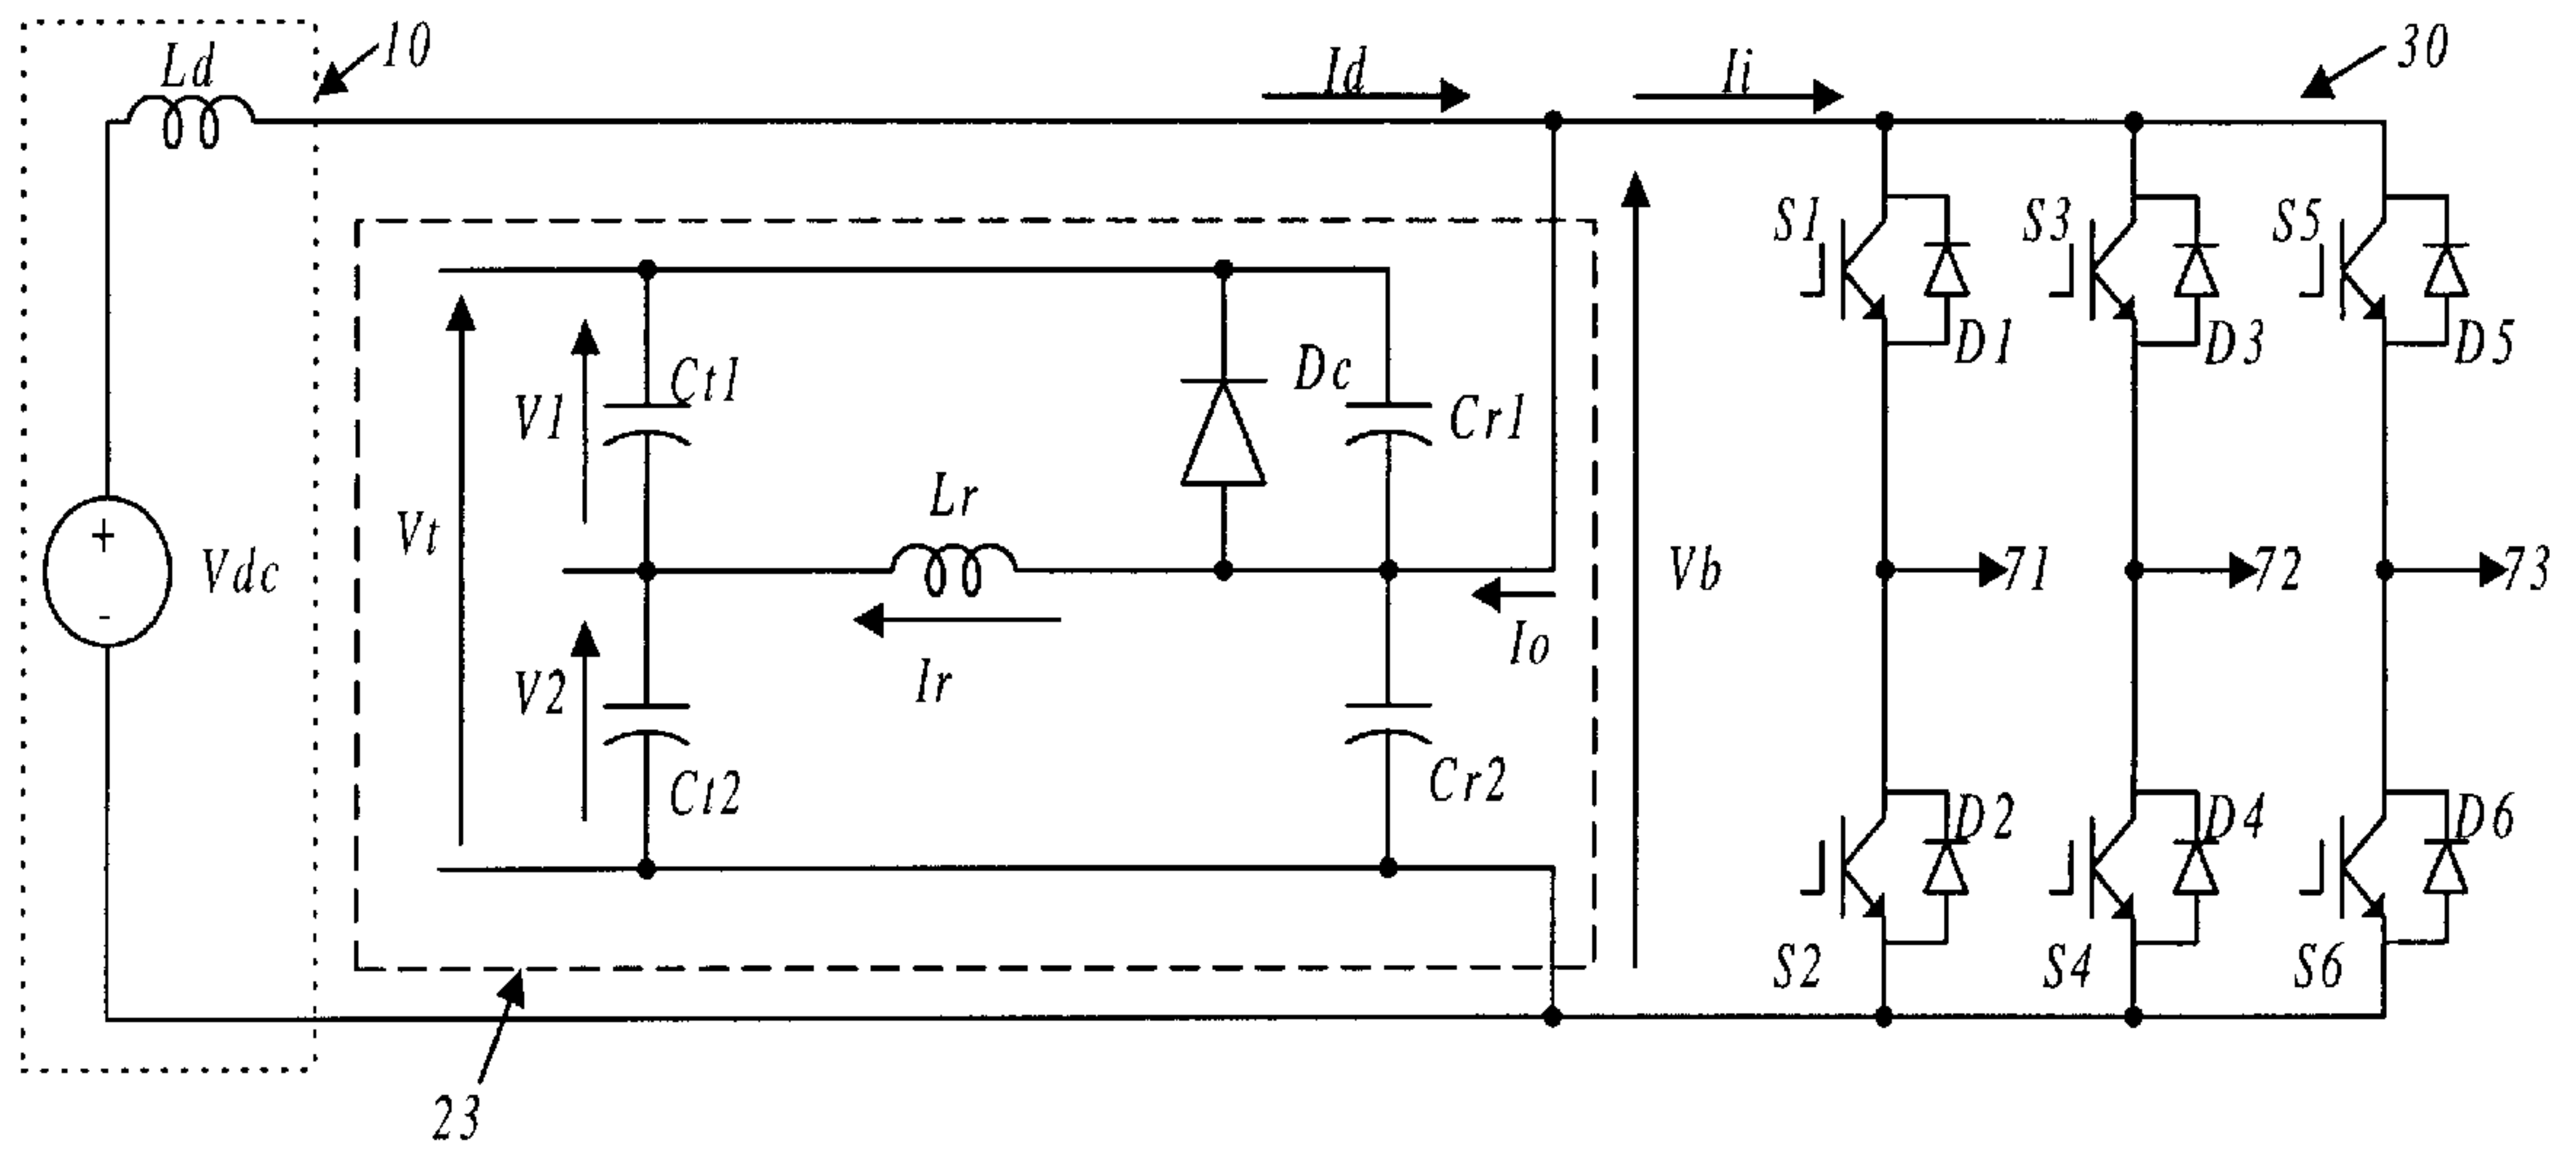 10
Ld
Id
Ii
30
S1
S3
S5
D1
D3
D5
Dc
Ct1
Cr1
V1
Lr
Vt
Vdc
+
-
Vb
71
72
73
Io
Ir
V2
Ct2
Cr2
D2
D4
D6
S2
S4
S6
23